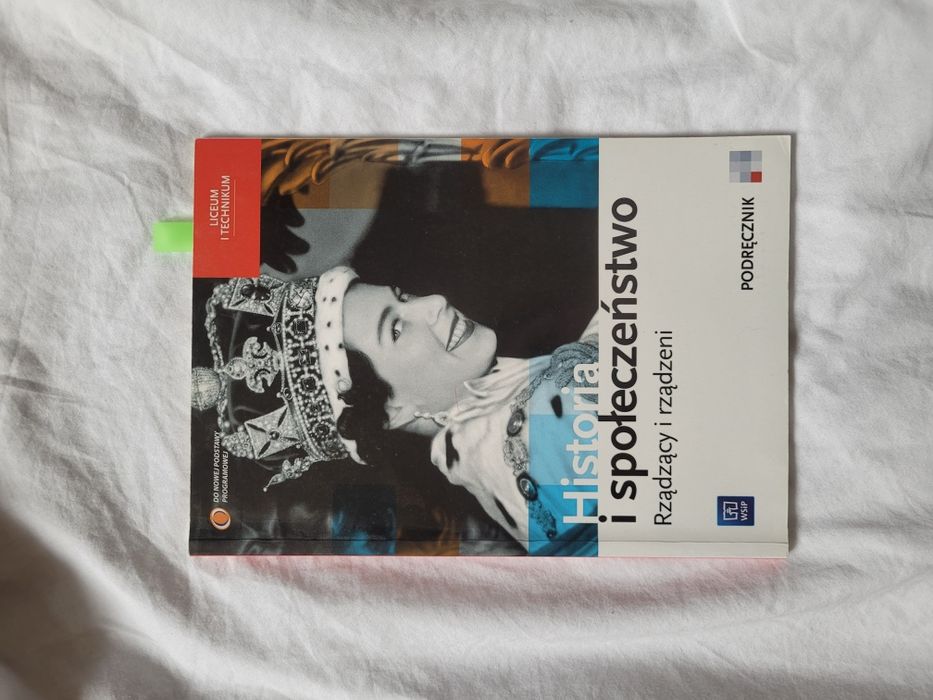 LICEUM
I TECHNIKUM
DO NOWEJ PODSTAWY
PROGRAMOWEJ
Historia
i społeczeństwo
Rządzący i rządzeni
WSiP
PODRĘCZNIK